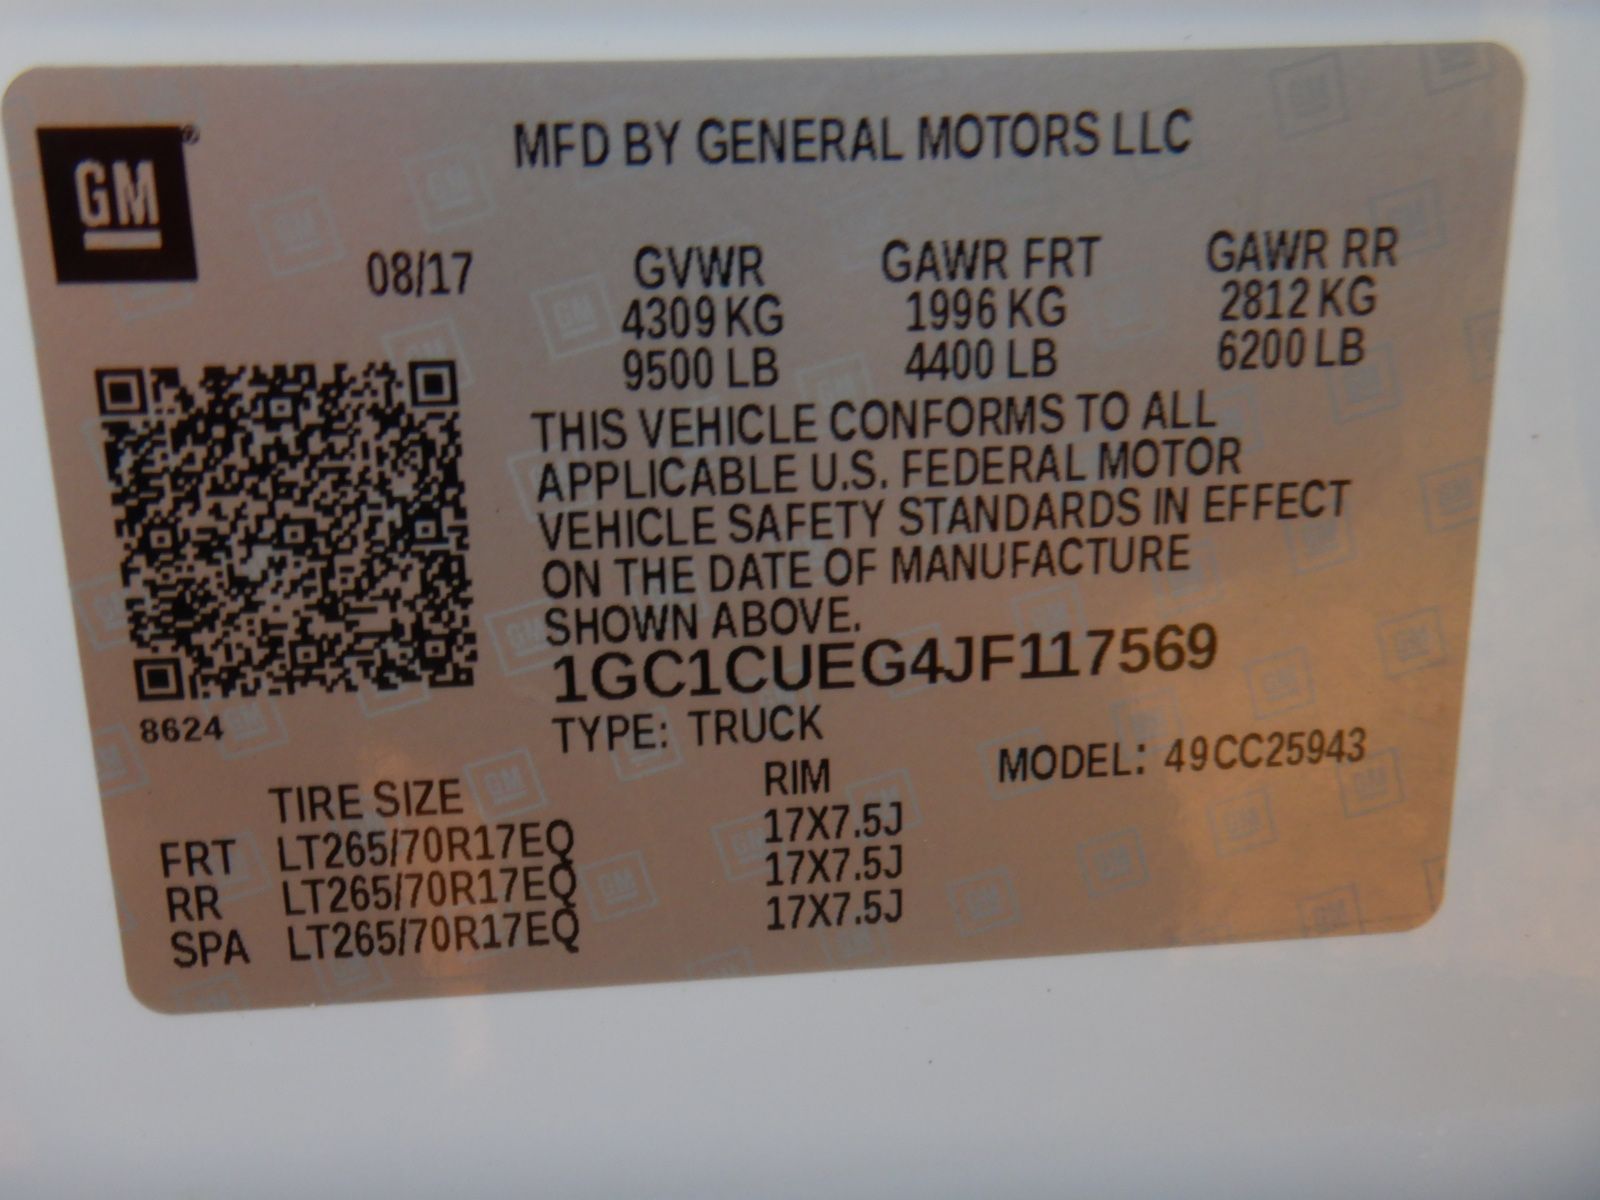 MFD BY GENERAL MOTORS LLC
GM
08/17 GVWR GAWR FRT GAWR RR
4309 KG 1996 KG 2812 KG
9500 LB 4400 LB 6200 LB
THIS VEHICLE CONFORMS TO ALL
APPLICABLE U.S. FEDERAL MOTOR
VEHICLE SAFETY STANDARDS IN EFFECT
ON THE DATE OF MANUFACTURE
SHOWN ABOVE.
1GC1CUEG4JF117569
8624
TYPE: TRUCK MODEL: 49CC25943
TIRE SIZE RIM
FRT LT265/70R17EQ 17X7.5J
RR LT265/70R17EQ 17X7.5J
SPA LT265/70R17EQ 17X7.5J